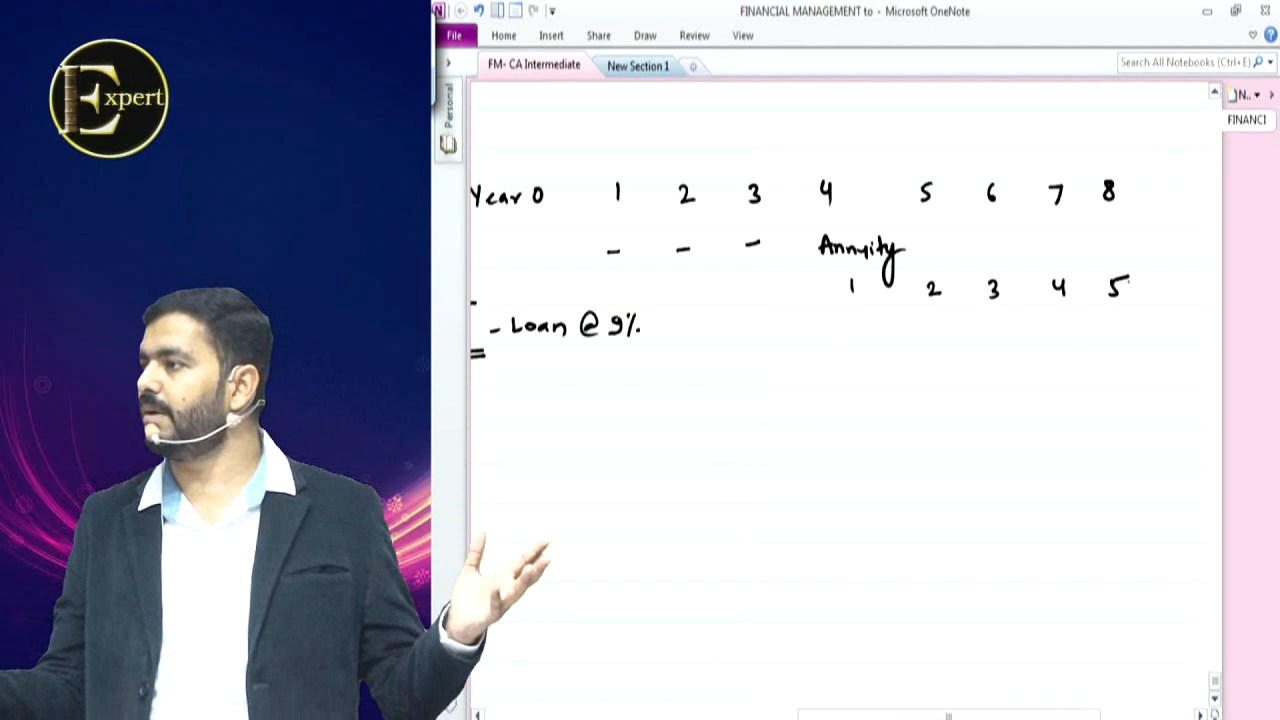 Expert
FINANCIAL MANAGEMENT to - Microsoft OneNote
File Home Insert Share Draw Review View
FM- CA Intermediate New Section 1 Search All Notebooks (Ctrl+E)
N..
FINANCI
Personal
Year 0 1 2 3 4 5 6 7 8
- - - Annyity
1 2 3 4 5
- Loan @ 9%.
=